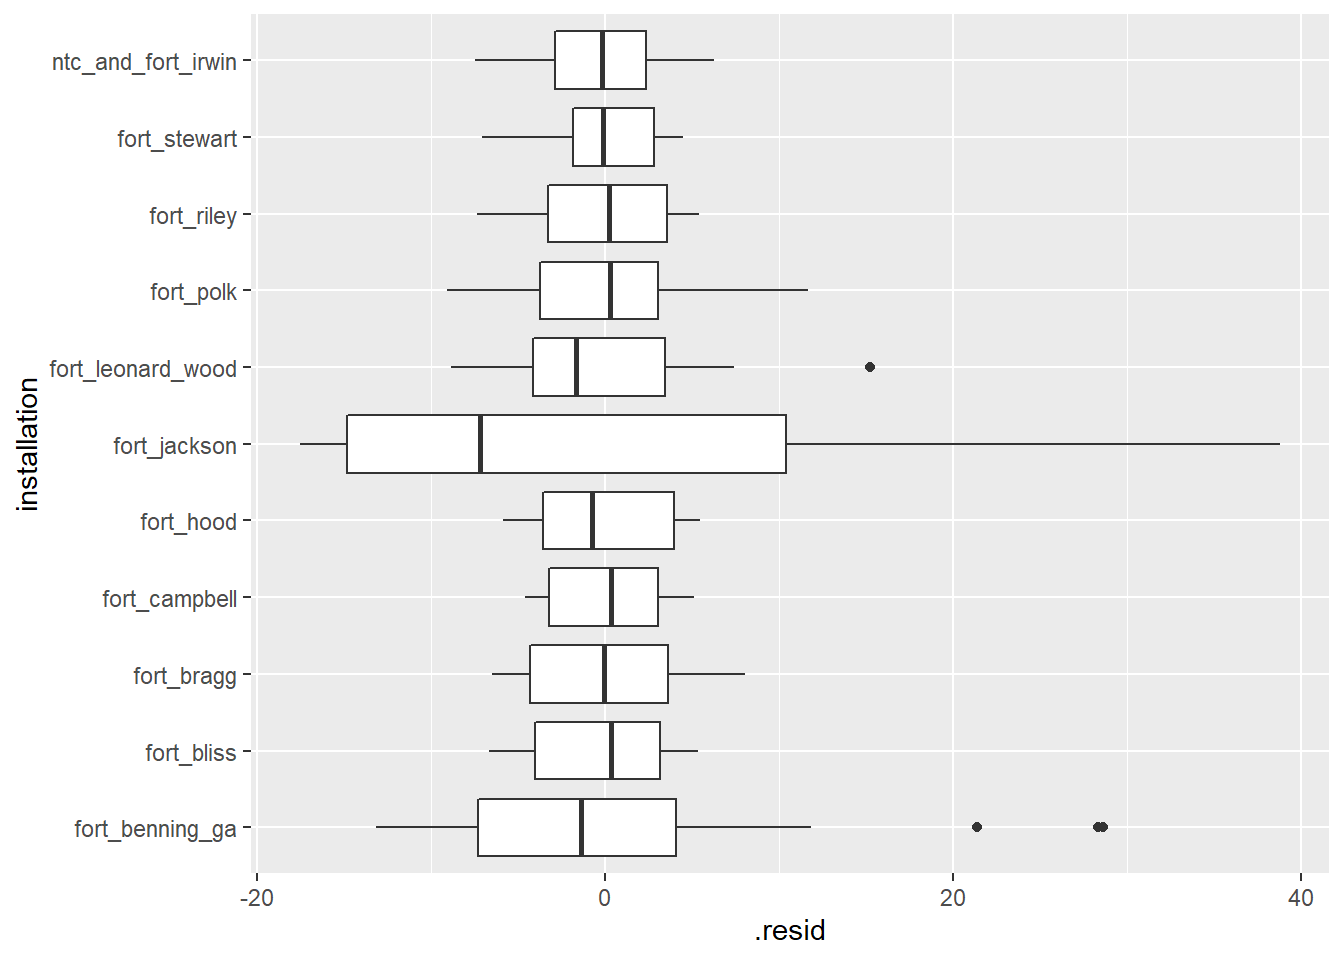 ntc_and_fort_irwin
fort_stewart
fort_riley
fort_polk
fort_leonard_wood
fort_jackson
fort_hood
fort_campbell
fort_bragg
fort_bliss
fort_benning_ga
installation
-20 0 20 40
.resid